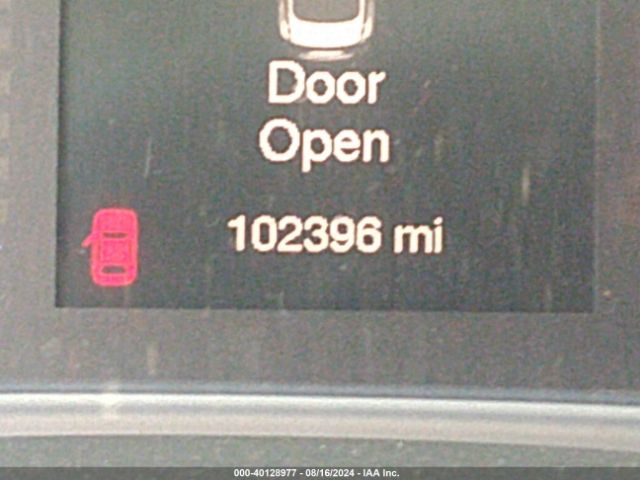 Door
Open
102396 mi
000-40128977 - 08/16/2024 - IAA Inc.